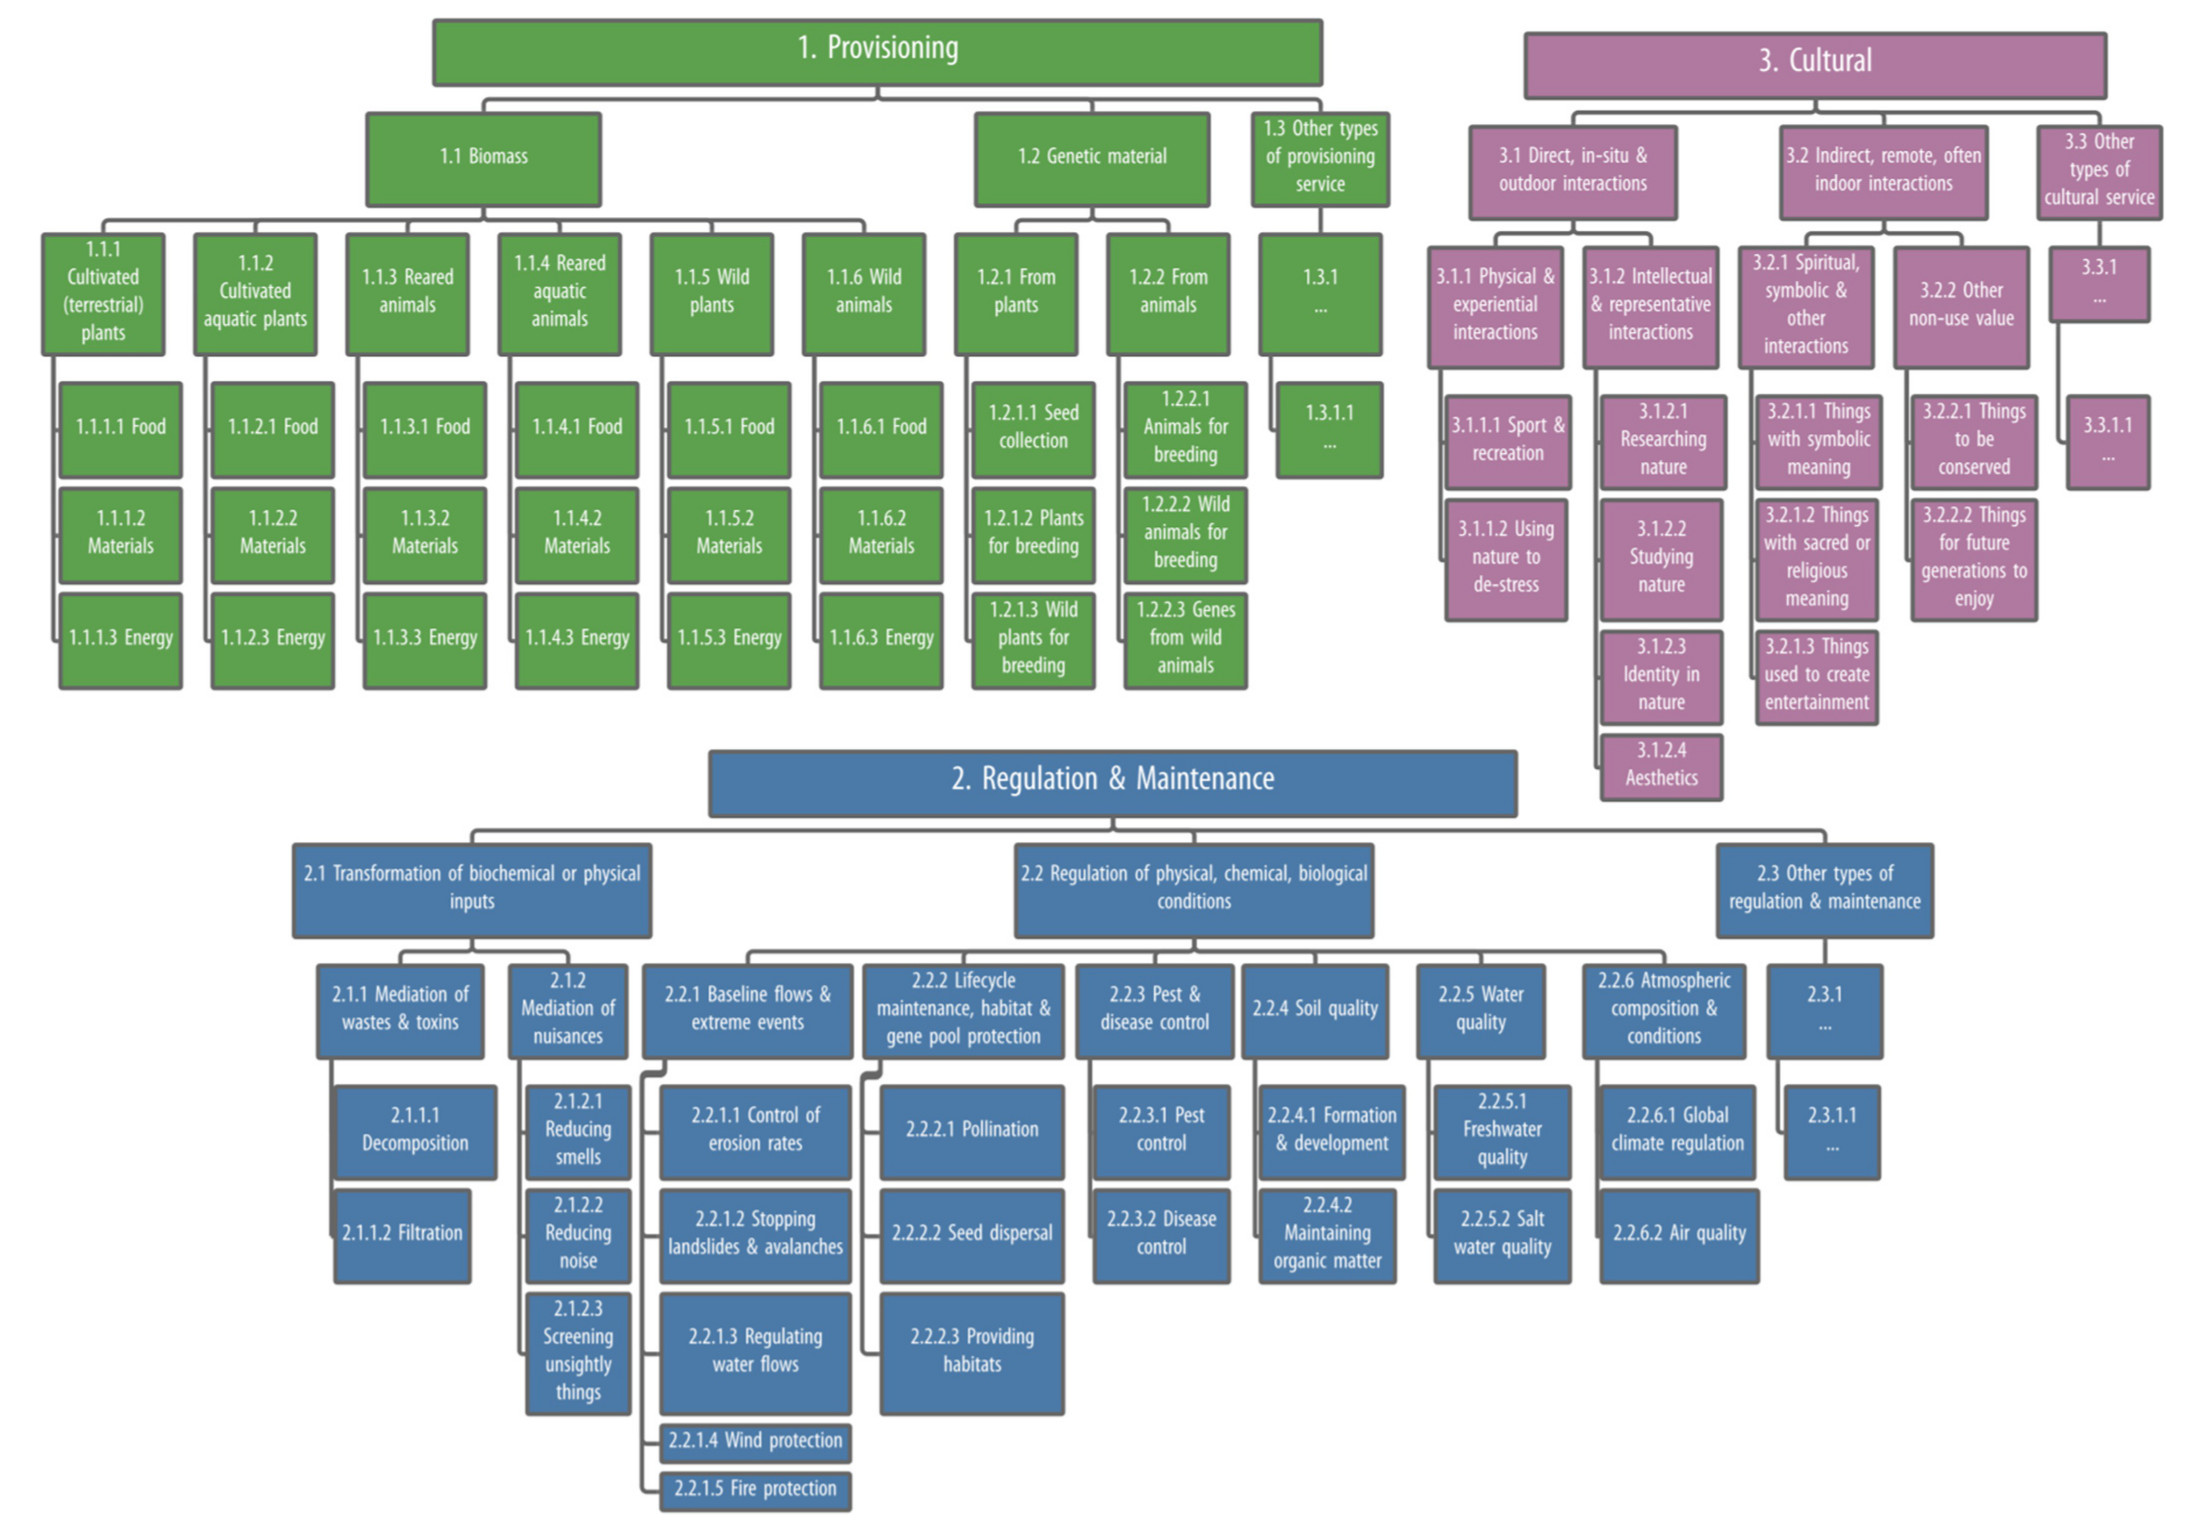 1. Provisioning
1.1 Biomass
1.2 Genetic material
1.3 Other types
of provisioning
service
1.1.1
Cultivated
(terrestrial)
plants
1.1.2
Cultivated
aquatic plants
1.1.3 Reared
animals
1.1.4 Reared
aquatic
animals
1.1.5 Wild
plants
1.1.6 Wild
animals
1.2.1 From
plants
1.2.2 From
animals
1.3.1
...
1.1.1.1 Food
1.1.2.1 Food
1.1.3.1 Food
1.1.4.1 Food
1.1.5.1 Food
1.1.6.1 Food
1.2.1.1 Seed
collection
1.2.2.1
Animals for
breeding
1.3.1.1
...
1.1.1.2
Materials
1.1.2.2
Materials
1.1.3.2
Materials
1.1.4.2
Materials
1.1.5.2
Materials
1.1.6.2
Materials
1.2.1.2 Plants
for breeding
1.2.2.2 Wild
animals for
breeding
1.1.1.3 Energy
1.1.2.3 Energy
1.1.3.3 Energy
1.1.4.3 Energy
1.1.5.3 Energy
1.1.6.3 Energy
1.2.1.3 Wild
plants for
breeding
1.2.2.3 Genes
from wild
animals
3. Cultural
3.1 Direct, in-situ &
outdoor interactions
3.2 Indirect, remote, often
indoor interactions
3.3 Other
types of
cultural service
3.1.1 Physical &
experiential
interactions
3.1.2 Intellectual
& representative
interactions
3.2.1 Spiritual,
symbolic &
other
interactions
3.2.2 Other
non-use value
3.3.1
...
3.1.1.1 Sport &
recreation
3.1.2.1
Researching
nature
3.2.1.1 Things
with symbolic
meaning
3.2.2.1 Things
to be
conserved
3.3.1.1
...
3.1.1.2 Using
nature to
de-stress
3.1.2.2
Studying
nature
3.2.1.2 Things
with sacred or
religious
meaning
3.2.2.2 Things
for future
generations to
enjoy
3.1.2.3
Identity in
nature
3.2.1.3 Things
used to create
entertainment
3.1.2.4
Aesthetics
2. Regulation & Maintenance
2.1 Transformation of biochemical or physical
inputs
2.2 Regulation of physical, chemical, biological
conditions
2.3 Other types of
regulation & maintenance
2.1.1 Mediation of
wastes & toxins
2.1.2
Mediation of
nuisances
2.2.1 Baseline flows &
extreme events
2.2.2 Lifecycle
maintenance, habitat &
gene pool protection
2.2.3 Pest &
disease control
2.2.4 Soil quality
2.2.5 Water
quality
2.2.6 Atmospheric
composition &
conditions
2.3.1
...
2.1.1.1
Decomposition
2.1.2.1
Reducing
smells
2.2.1.1 Control of
erosion rates
2.2.2.1 Pollination
2.2.3.1 Pest
control
2.2.4.1 Formation
& development
2.2.5.1
Freshwater
quality
2.2.6.1 Global
climate regulation
2.3.1.1
...
2.1.1.2 Filtration
2.1.2.2
Reducing
noise
2.2.1.2 Stopping
landslides & avalanches
2.2.2.2 Seed dispersal
2.2.3.2 Disease
control
2.2.4.2
Maintaining
organic matter
2.2.5.2 Salt
water quality
2.2.6.2 Air quality
2.1.2.3
Screening
unsightly
things
2.2.1.3 Regulating
water flows
2.2.2.3 Providing
habitats
2.2.1.4 Wind protection
2.2.1.5 Fire protection